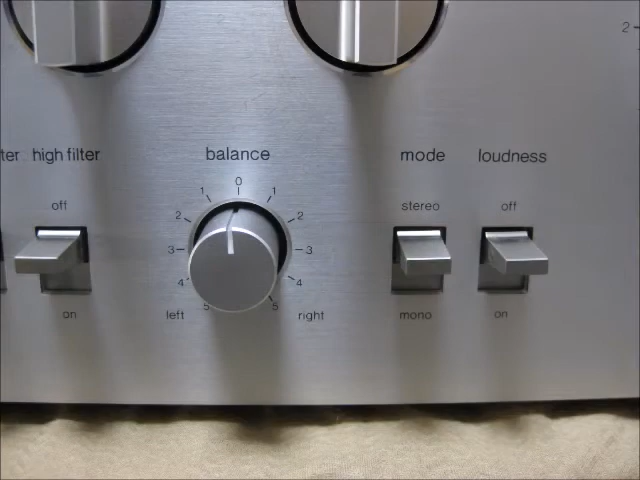 2
ter high filter balance mode loudness
off 0 stereo off
1 1
2 2
3 3
4 4
5 5
on left right mono on